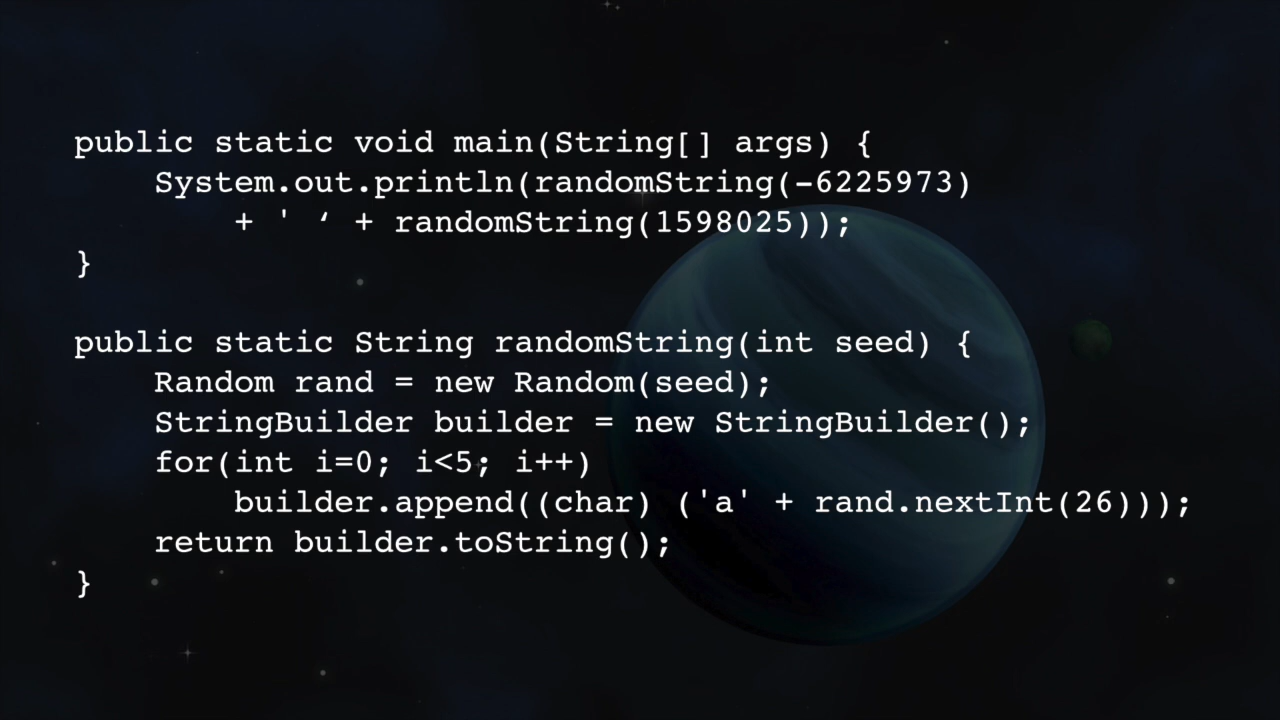 public static void main(String[] args) {
    System.out.println(randomString(-6225973)
        + ' ‘ + randomString(1598025));
}
public static String randomString(int seed) {
    Random rand = new Random(seed);
    StringBuilder builder = new StringBuilder();
    for(int i=0; i<5; i++)
        builder.append((char) ('a' + rand.nextInt(26)));
    return builder.toString();
}